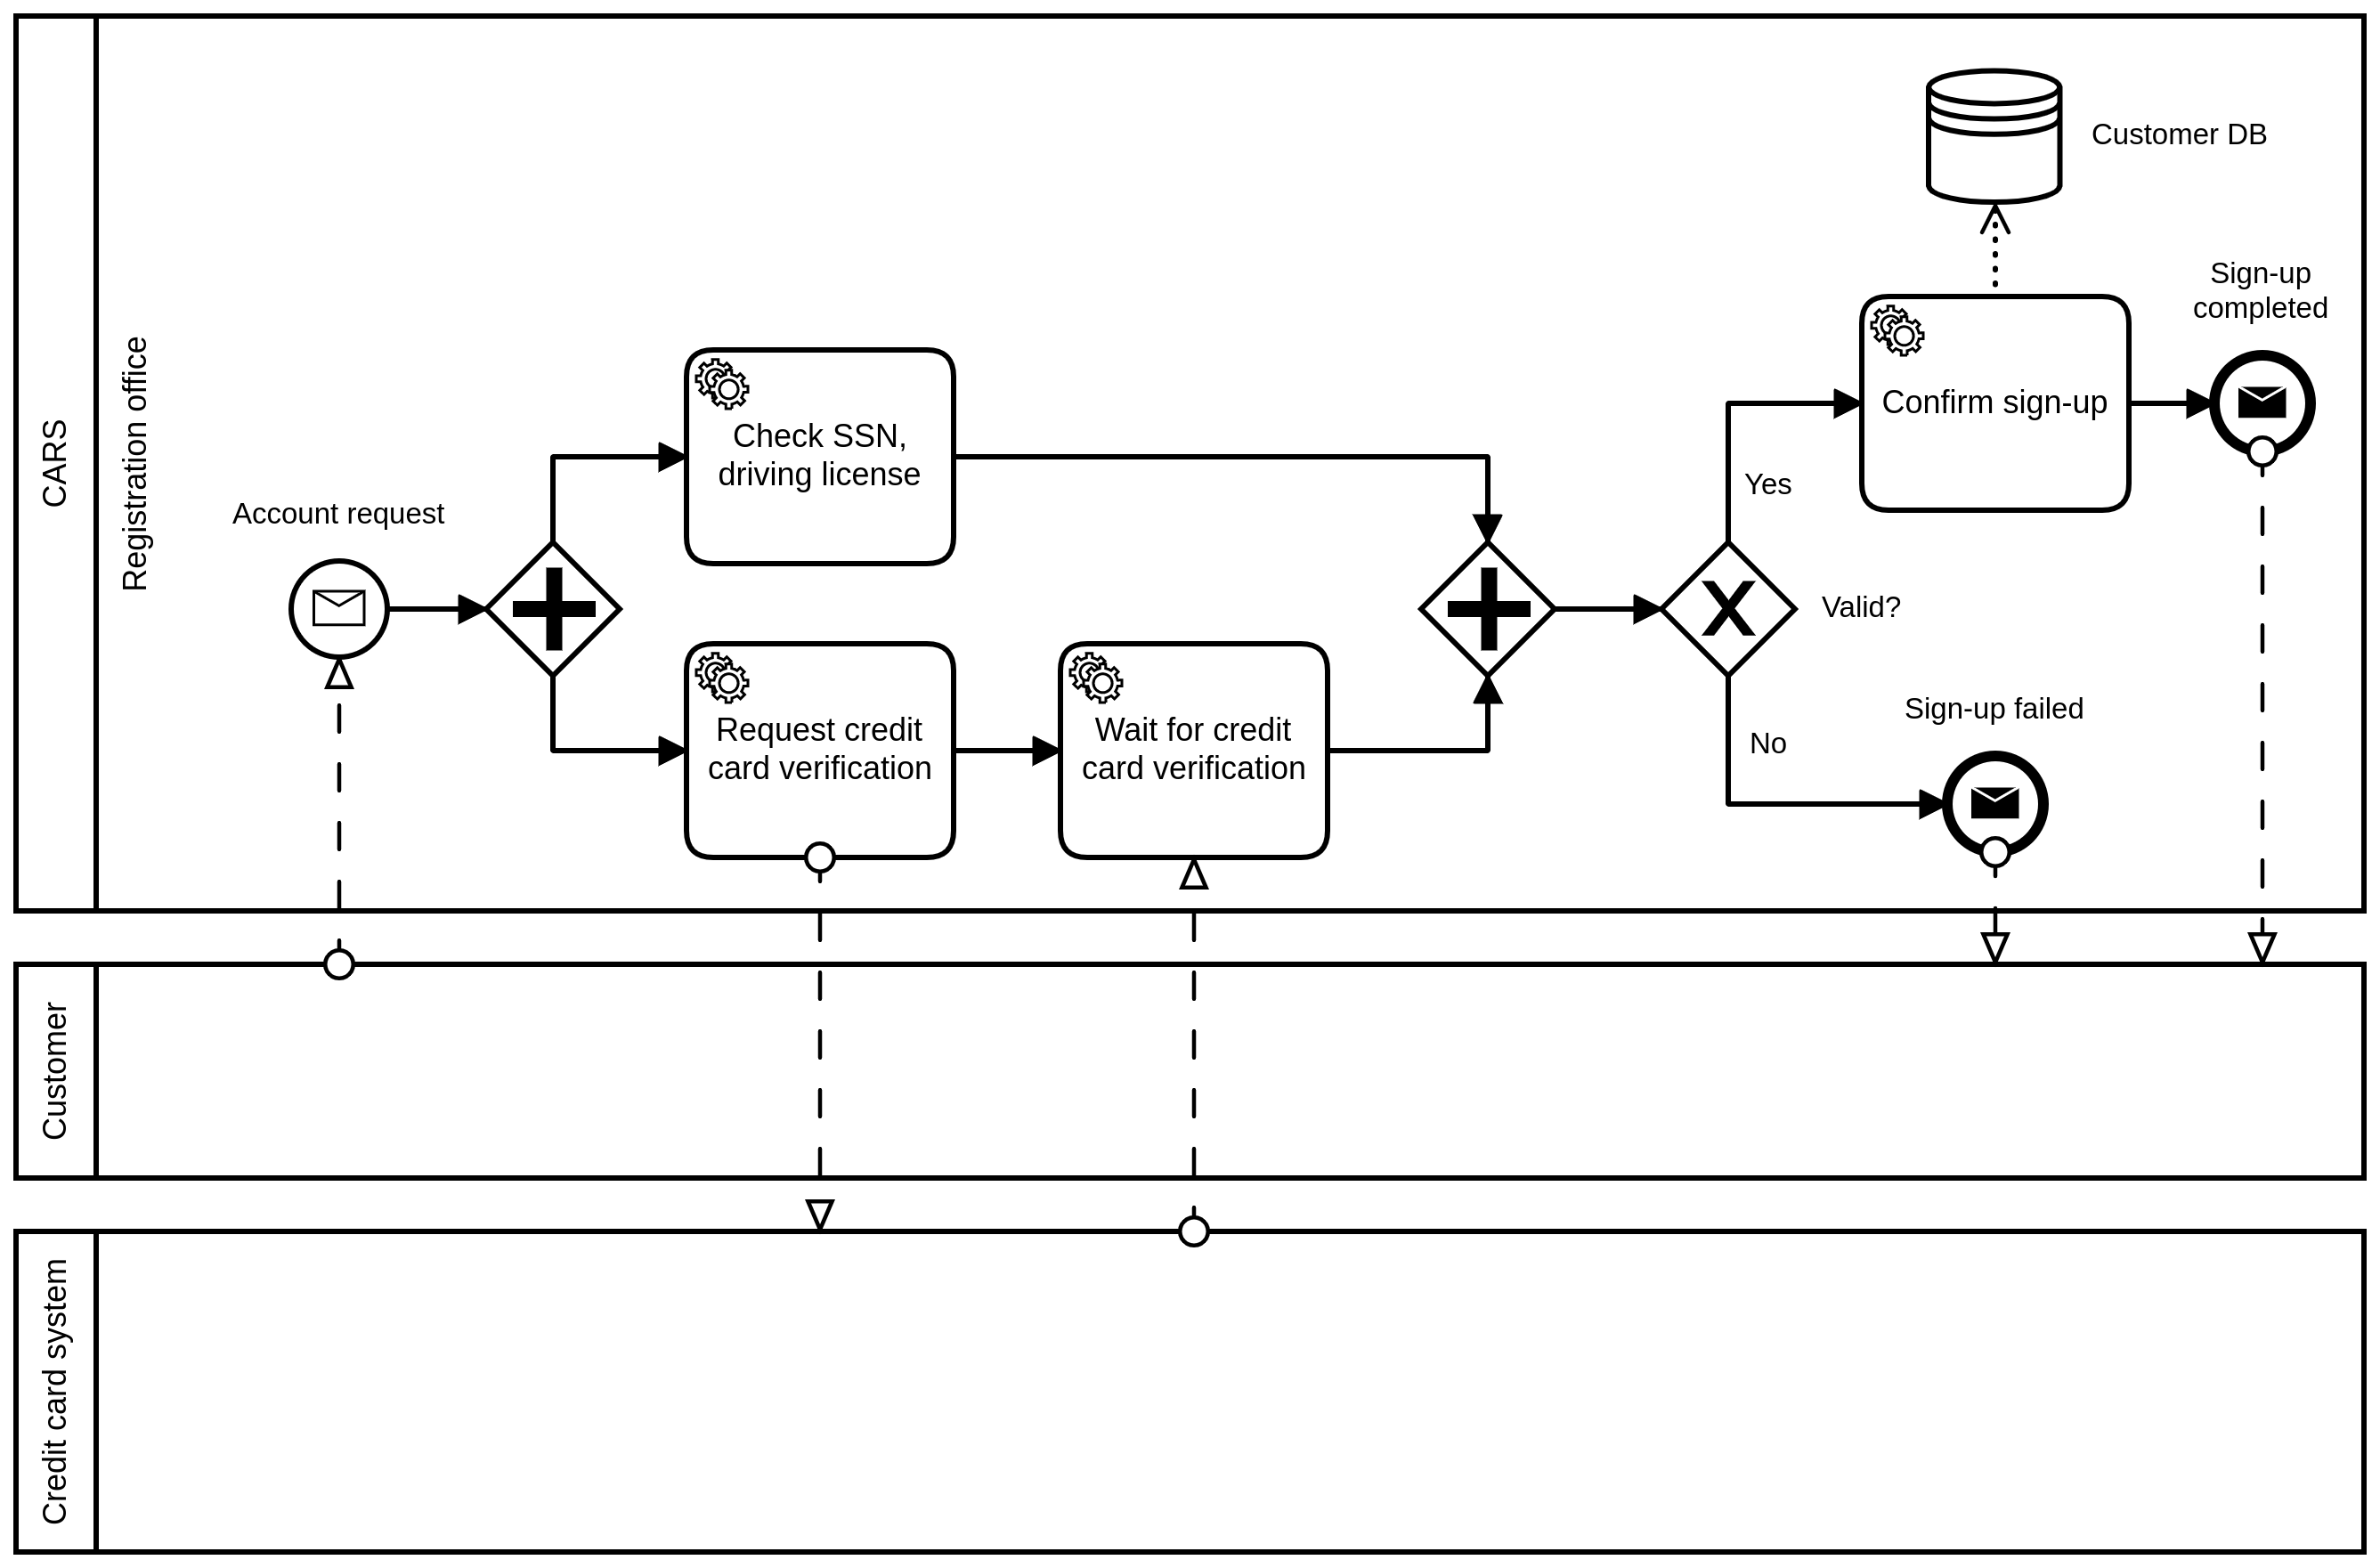 CARS
Registration office
Account request
Check SSN,
driving license
Request credit
card verification
Wait for credit
card verification
Valid?
Yes
No
Confirm sign-up
Customer DB
Sign-up
completed
Sign-up failed
Customer
Credit card system